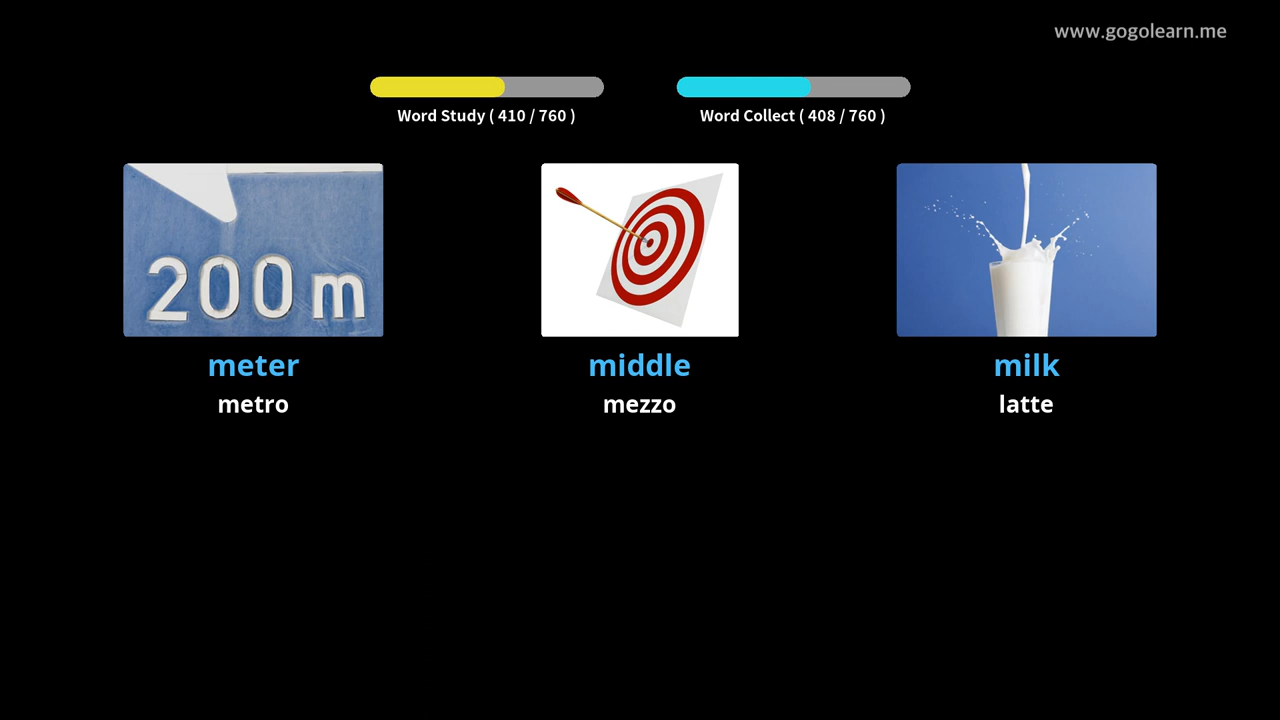 www.gogolearn.me
Word Study ( 410 / 760 )
Word Collect ( 408 / 760 )
200m
meter
middle
milk
metro
mezzo
latte